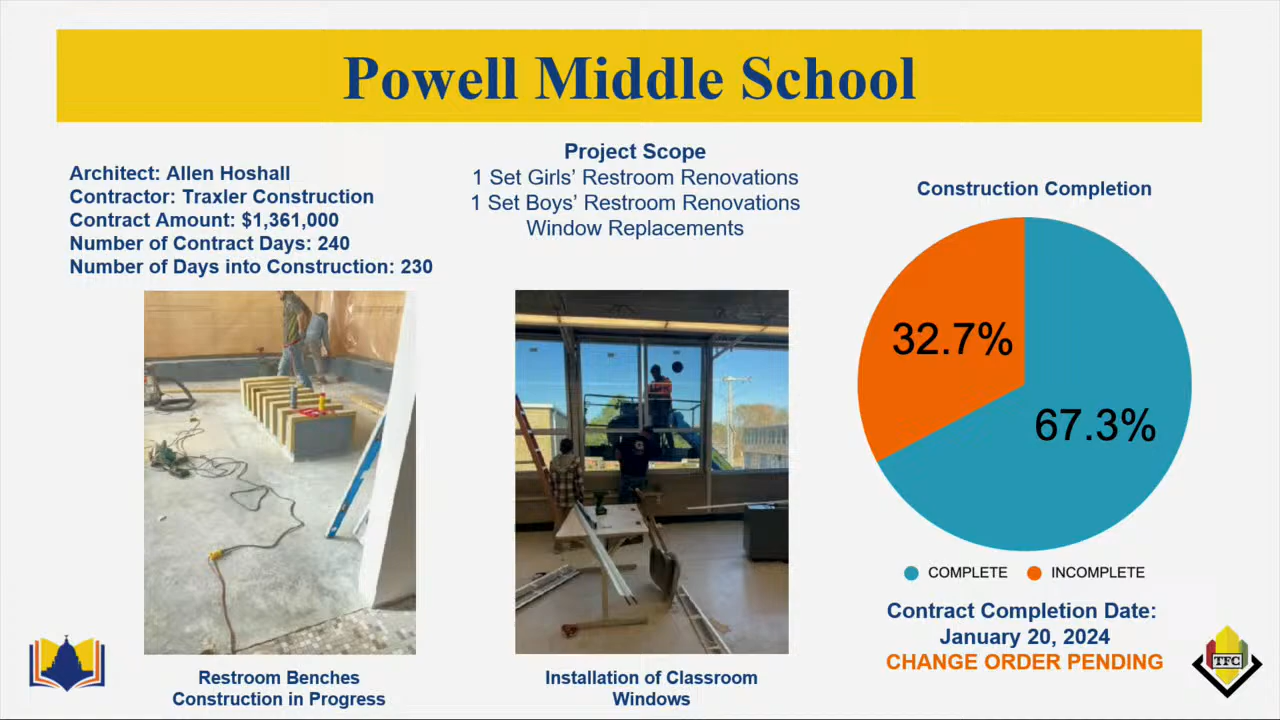 Powell Middle School
Architect: Allen Hoshall
Contractor: Traxler Construction
Contract Amount: $1,361,000
Number of Contract Days: 240
Number of Days into Construction: 230
Project Scope
1 Set Girls’ Restroom Renovations
1 Set Boys’ Restroom Renovations
Window Replacements
Construction Completion
32.7%
67.3%
COMPLETE INCOMPLETE
Contract Completion Date:
January 20, 2024
CHANGE ORDER PENDING
Restroom Benches
Construction in Progress
Installation of Classroom
Windows
TFC